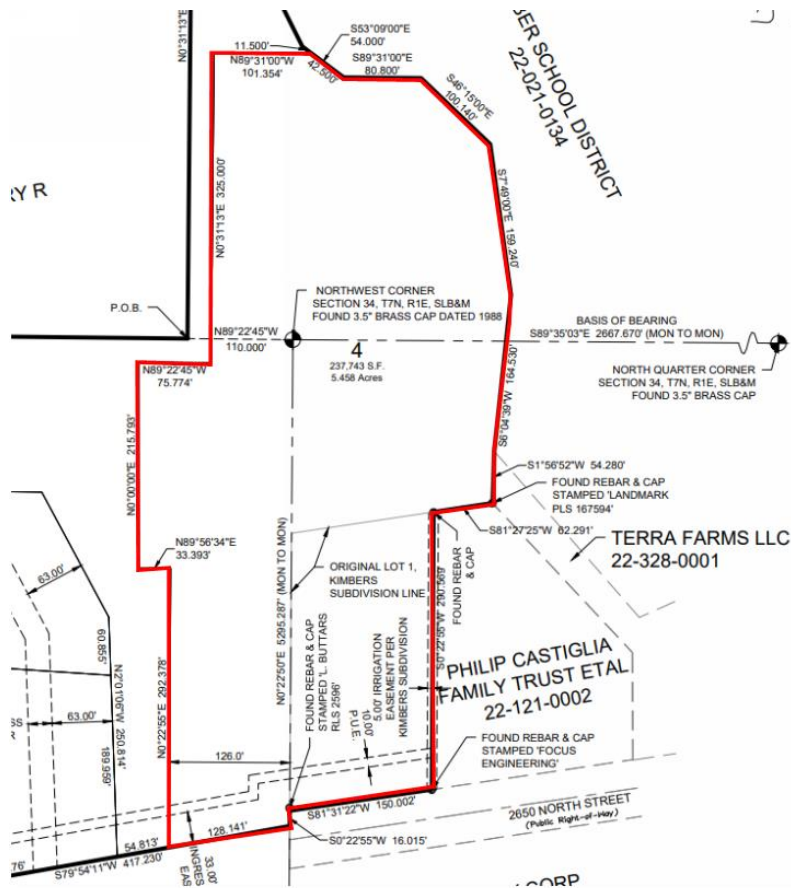 N0°31'13"E
11.500'
N89°31'00"W
101.354'
S53°09'00"E
54.000'
42.500'
S89°31'00"E
80.800'
S46°15'00"E
100.140'
GER SCHOOL DISTRICT
22-021-0134
RY R
N0°31'13"E 325.000'
S7°49'00"E 159.240'
NORTHWEST CORNER
SECTION 34, T7N, R1E, SLB&M
FOUND 3.5" BRASS CAP DATED 1988
P.O.B.
N89°22'45"W
110.000'
4
237,743 S.F.
5.458 Acres
BASIS OF BEARING
S89°35'03"E 2667.670' (MON TO MON)
NORTH QUARTER CORNER
SECTION 34, T7N, R1E, SLB&M
FOUND 3.5" BRASS CAP
N89°22'45"W
75.774'
S6°04'39"W 164.530'
N0°00'00"E 215.793'
S1°56'52"W 54.280'
FOUND REBAR & CAP
STAMPED 'LANDMARK
PLS 167594'
S81°27'25"W 62.291'
TERRA FARMS LLC
22-328-0001
N89°56'34"E
33.393'
ORIGINAL LOT 1,
KIMBERS
SUBDIVISION LINE
FOUND REBAR
& CAP
S0°22'55"W 290.569'
63.00'
60.855'
N2°01'06"W 250.814'
189.959'
63.00'
N0°22'55"E 292.378'
N0°22'50"E 5295.287' (MON TO MON)
FOUND REBAR & CAP
STAMPED 'L. BUTTARS
RLS 2596'
10.00'
P.U.E.
5.00' IRRIGATION
EASEMENT PER
KIMBERS SUBDIVISION
PHILIP CASTIGLIA
FAMILY TRUST ETAL
22-121-0002
FOUND REBAR & CAP
STAMPED 'FOCUS
ENGINEERING'
126.0'
S81°31'22"W 150.002'
2650 NORTH STREET
(Public Right-of-Way)
128.141'
S0°22'55"W 16.015'
54.813'
S79°54'11"W 417.230'
76'
33.00'
INGRES
EAS
CORP